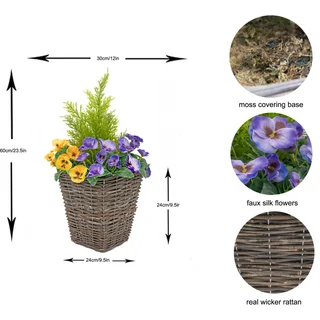 30cm/12in
60cm/23.5in
24cm/9.5in
24cm/9.5in
moss covering base
faux silk flowers
real wicker rattan